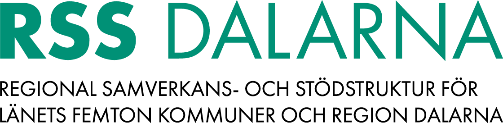 RSS DALARNA
REGIONAL SAMVERKANS- OCH STÖDSTRUKTUR FÖR
LÄNETS FEMTON KOMMUNER OCH REGION DALARNA